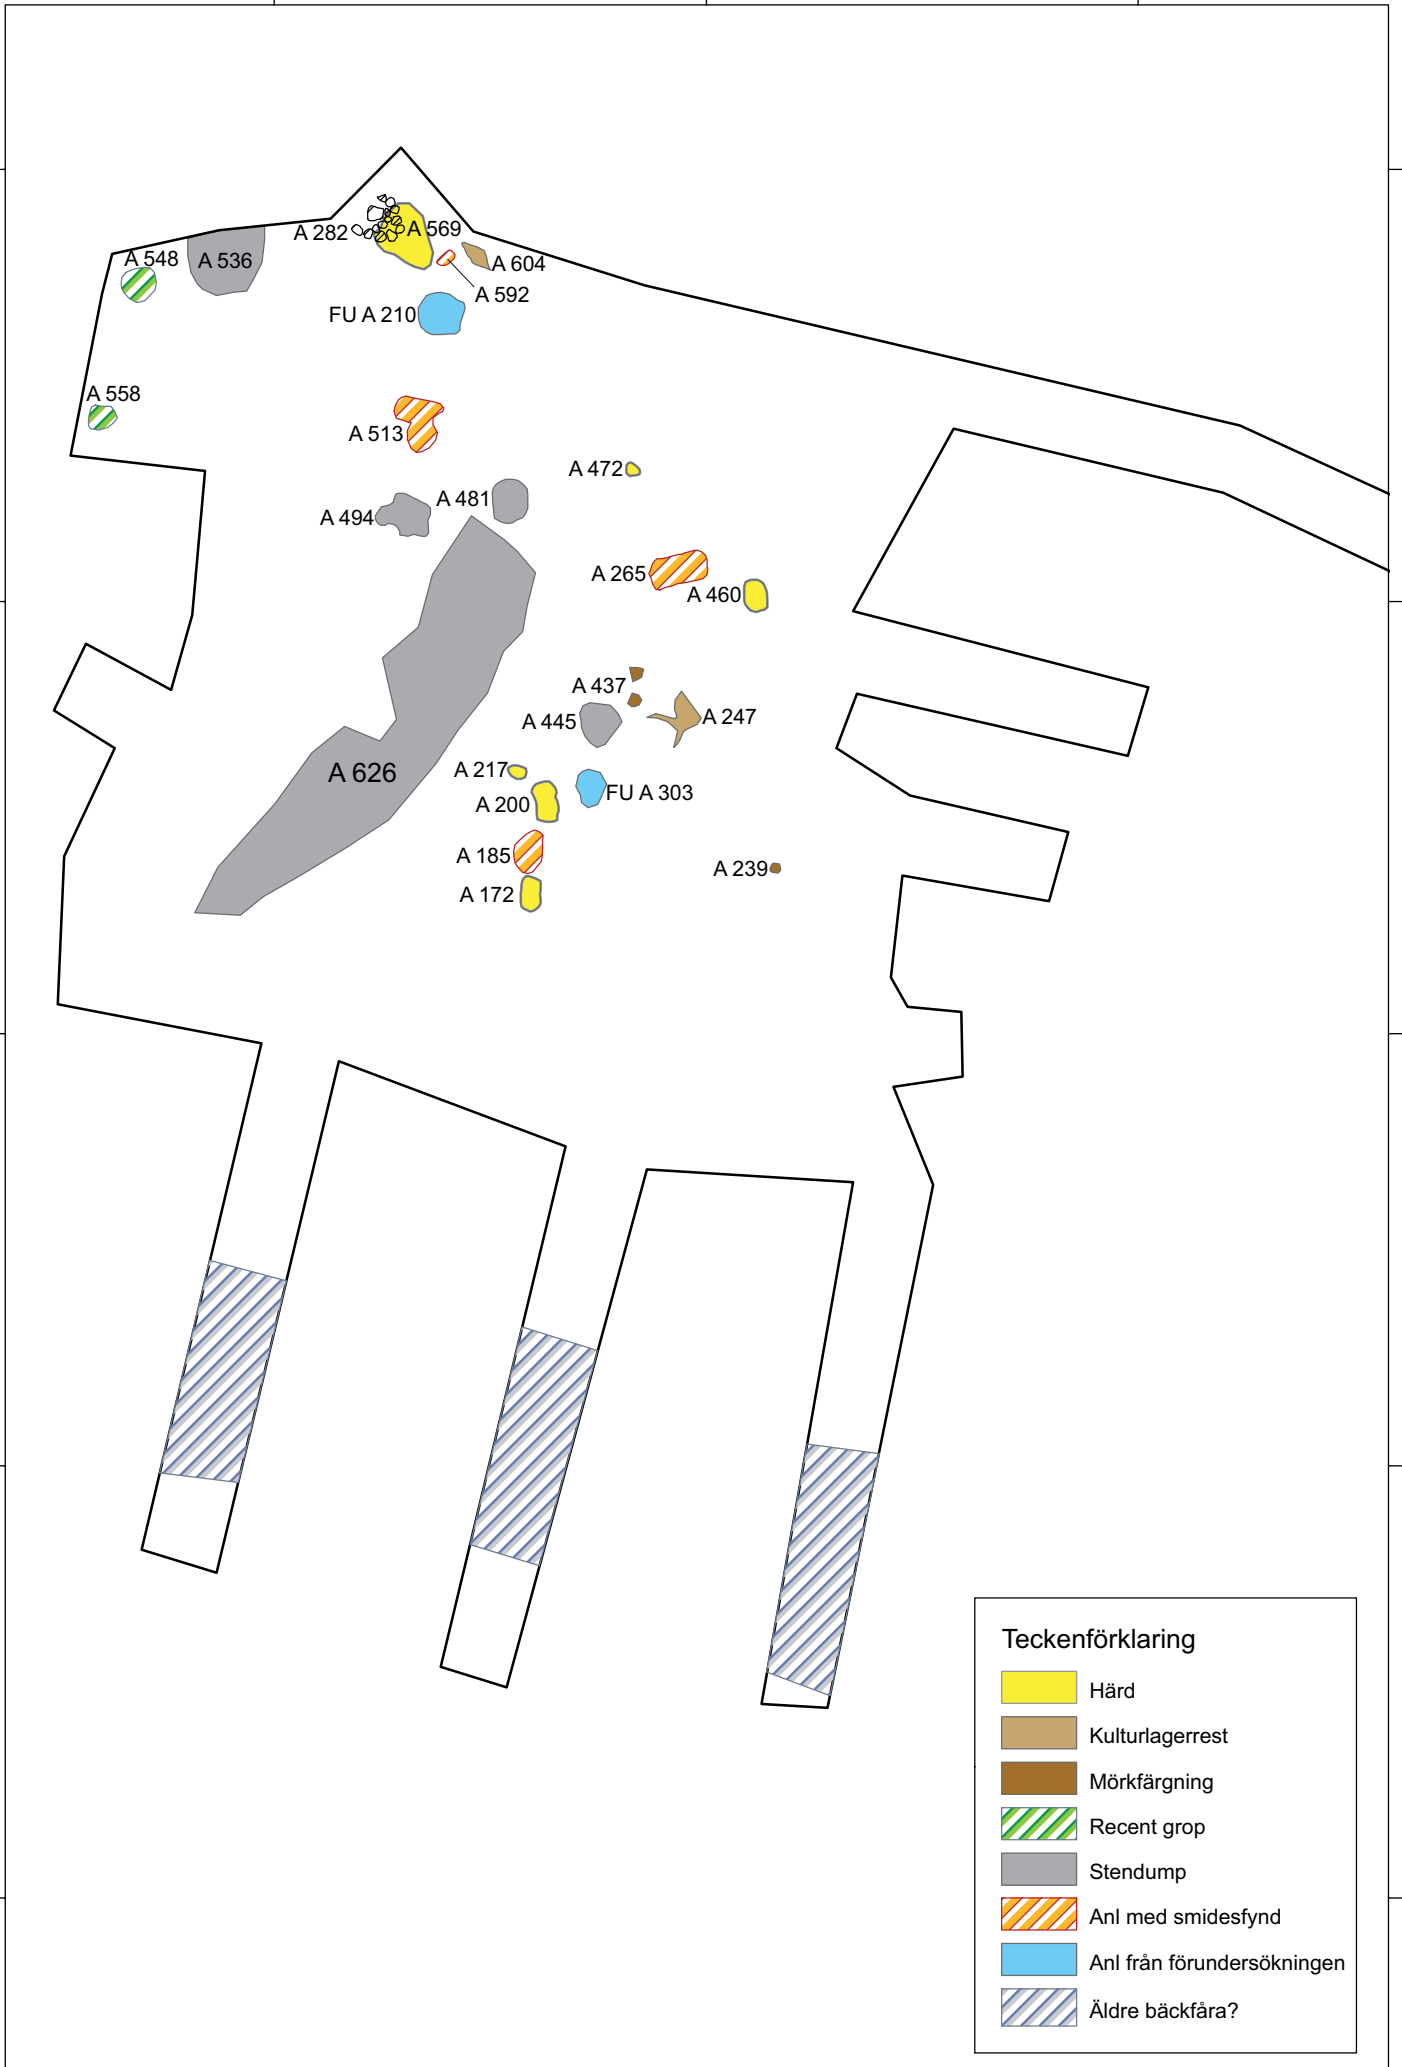 A 282
A 569
A 548
A 536
A 604
A 592
FU A 210
A 558
A 513
A 472
A 481
A 494
A 265
A 460
A 437
A 445
A 247
A 626
A 217
A 200
FU A 303
A 185
A 239
A 172
Teckenförklaring
Härd
Kulturlagerrest
Mörkfärgning
Recent grop
Stendump
Anl med smidesfynd
Anl från förundersökningen
Äldre bäckfåra?